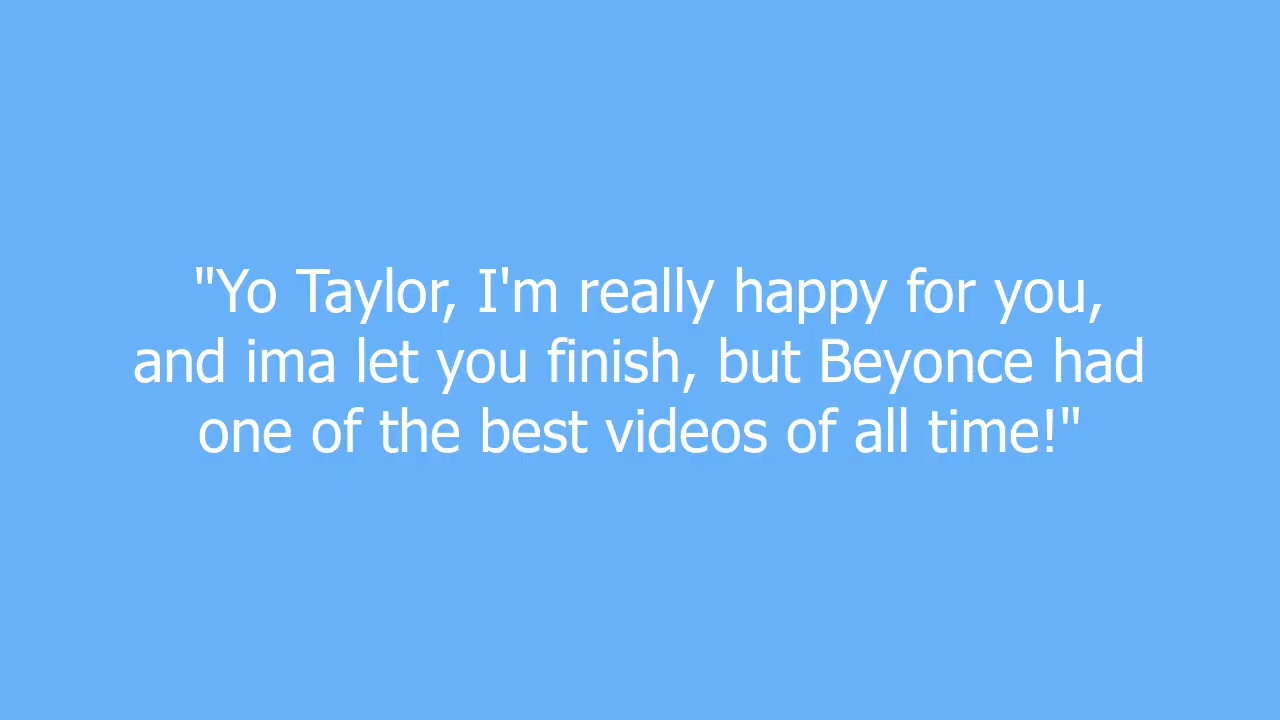 "Yo Taylor, I'm really happy for you,
and ima let you finish, but Beyonce had
one of the best videos of all time!"